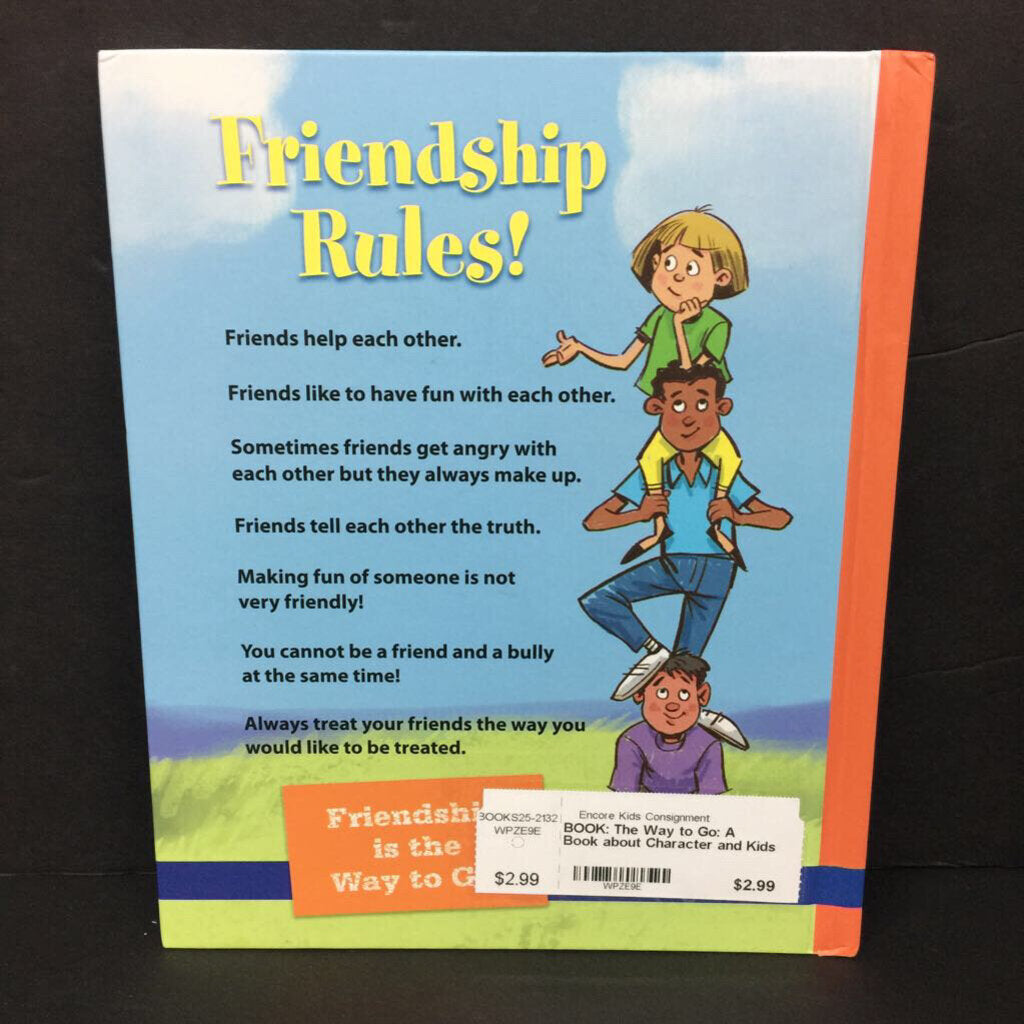 Friendship
Rules!
Friends help each other.
Friends like to have fun with each other.
Sometimes friends get angry with
each other but they always make up.
Friends tell each other the truth.
Making fun of someone is not
very friendly!
You cannot be a friend and a bully
at the same time!
Always treat your friends the way you
would like to be treated.
Friendshi
is the
Way to G
BOOKS25-2132
WPZE9E
$2.99
Encore Kids Consignment
BOOK: The Way to Go: A
Book about Character and Kids
WPZE9E
$2.99